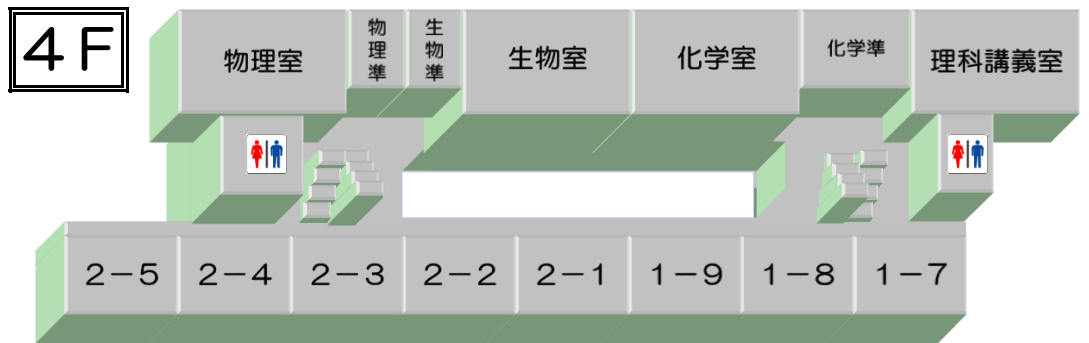 ４Ｆ
物理室
物理準
生物準
生物室
化学室
化学準
理科講義室
２－５
２－４
２－３
２－２
２－１
１－９
１－８
１－７